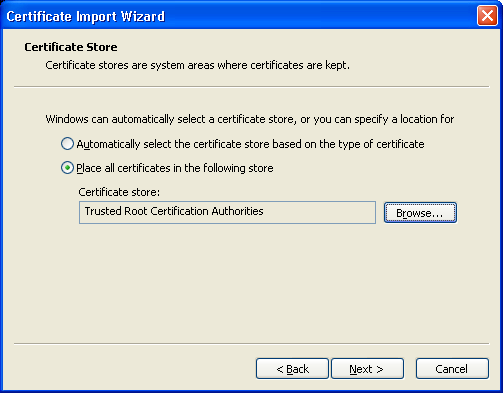 Certificate Import Wizard
Certificate Store
Certificate stores are system areas where certificates are kept.
Windows can automatically select a certificate store, or you can specify a location for
Automatically select the certificate store based on the type of certificate
Place all certificates in the following store
Certificate store:
Trusted Root Certification Authorities
Browse...
< Back
Next >
Cancel